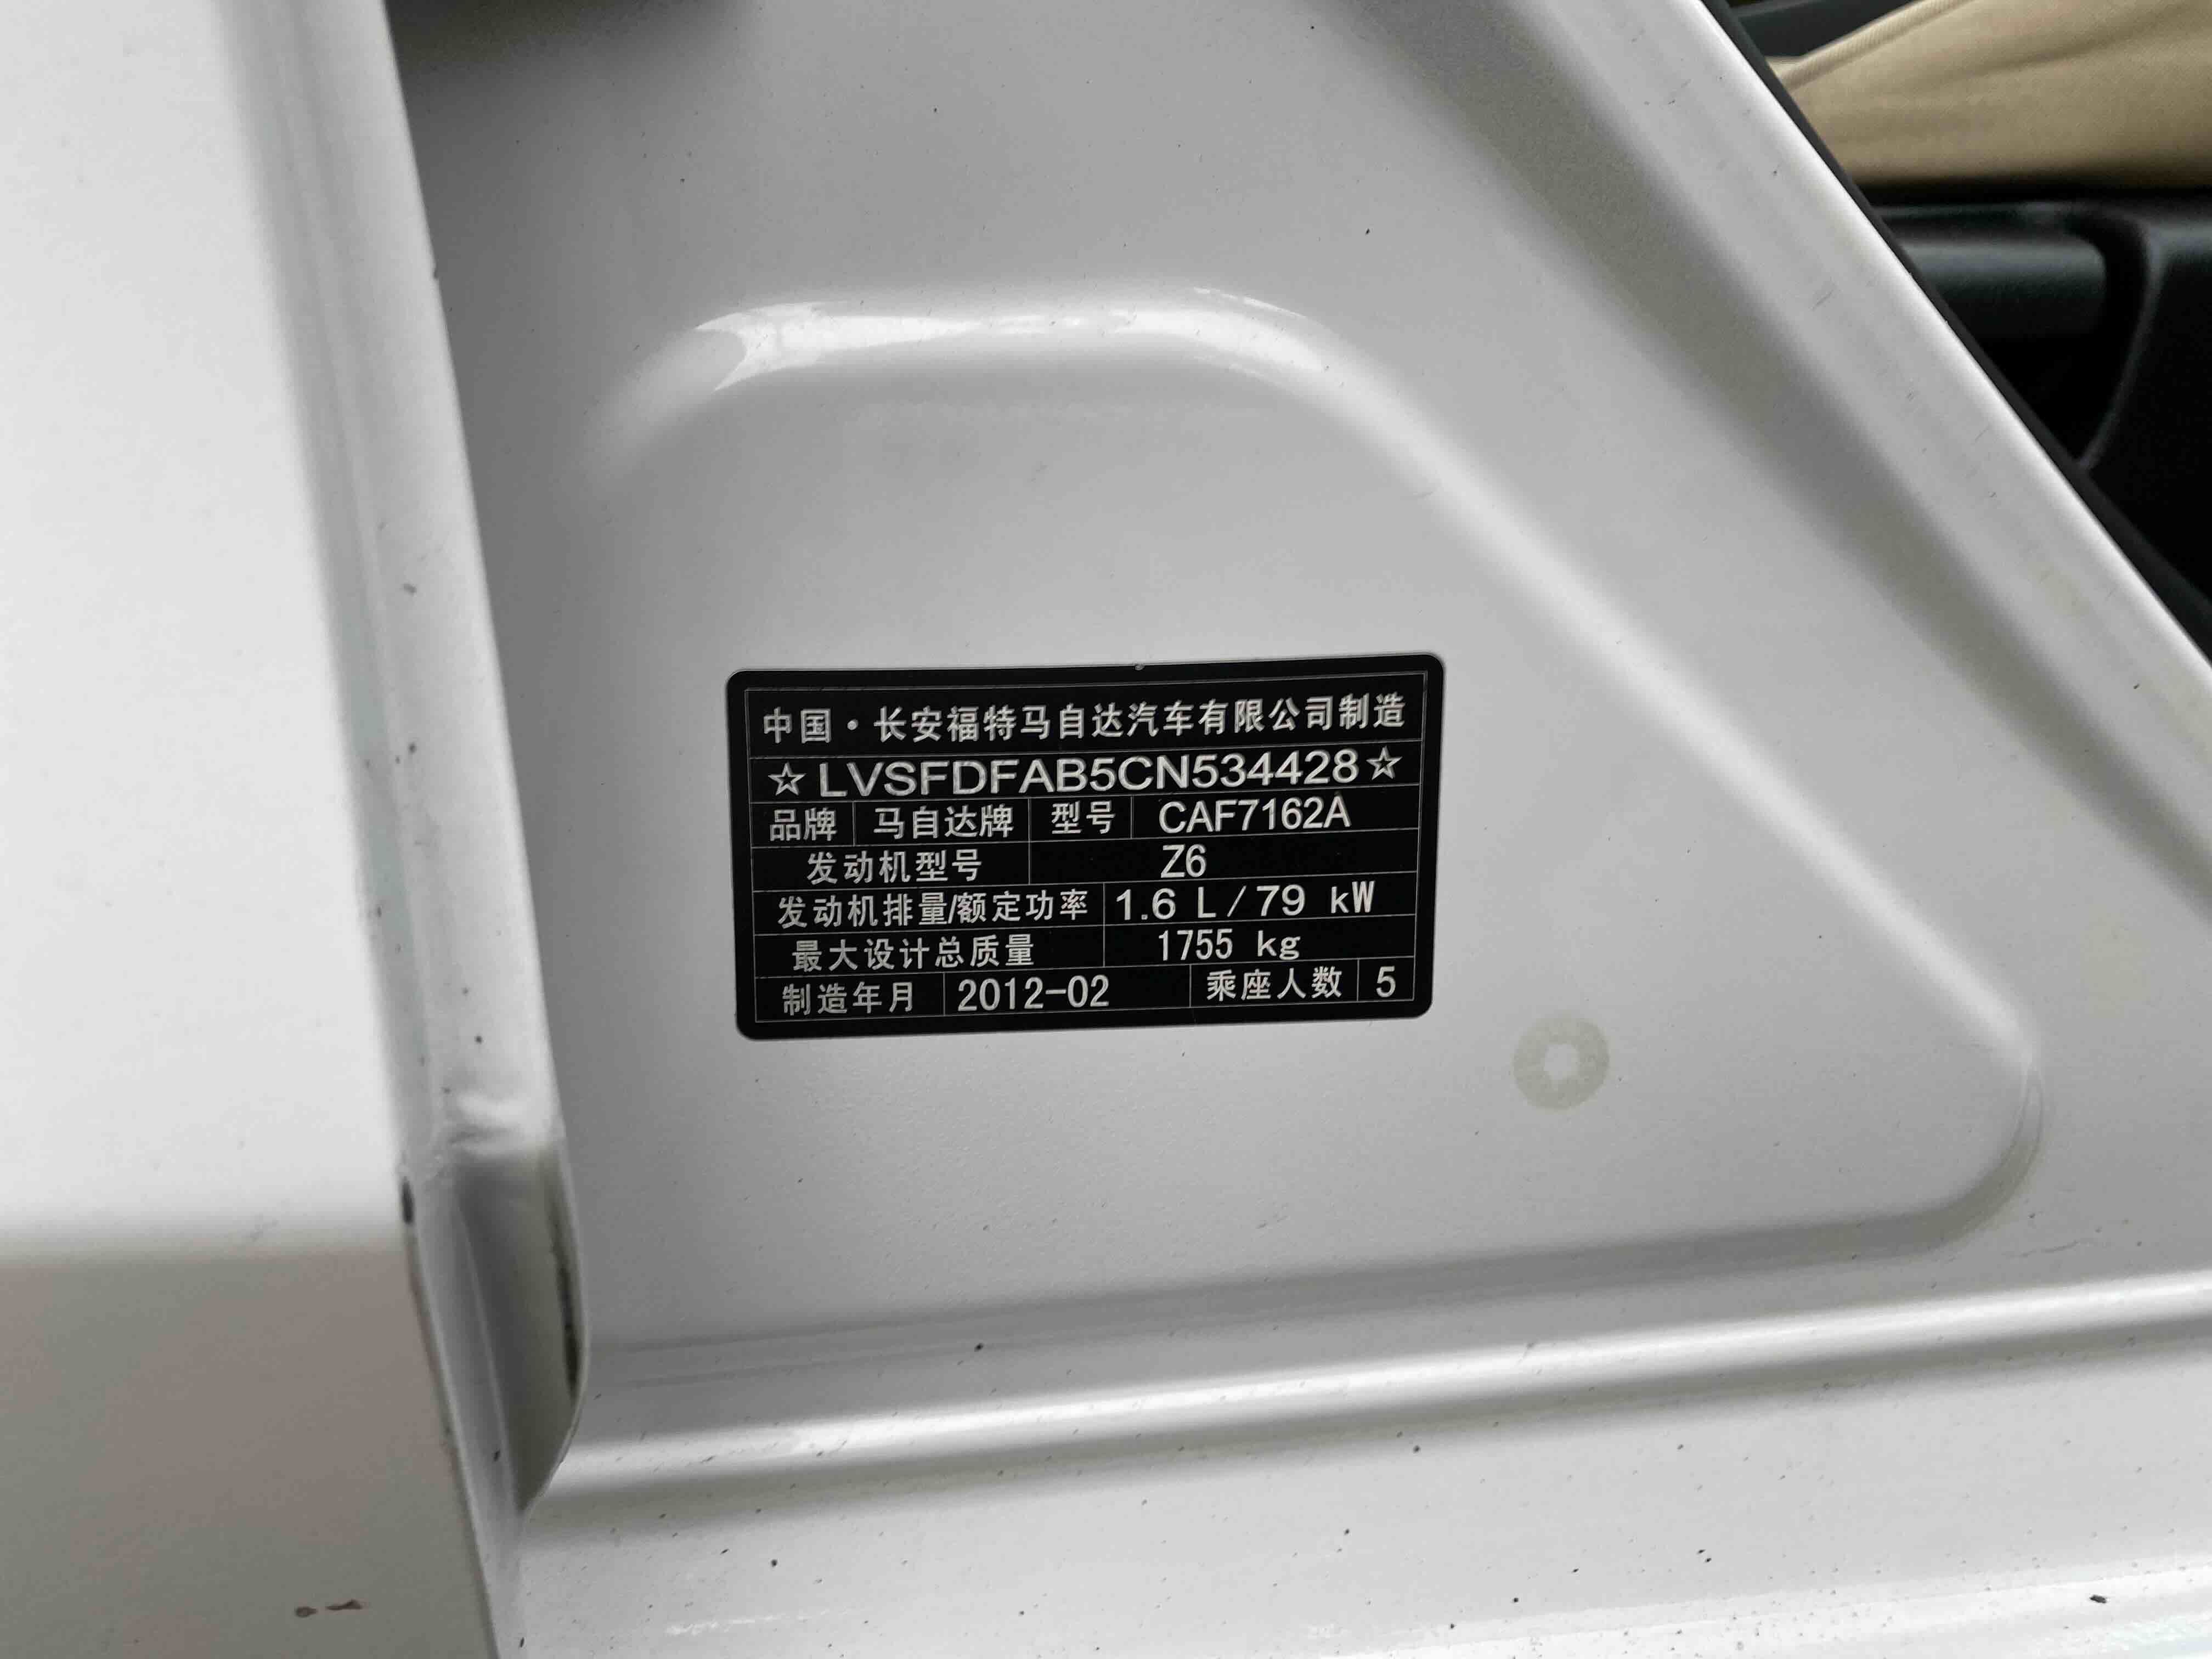 中国·长安福特马自达汽车有限公司制造
☆LVSFDFAB5CN534428☆
品牌 马自达牌 型号 CAF7162A
发动机型号 Z6
发动机排量/额定功率 1.6 L/79 kW
最大设计总质量 1755 kg
制造年月 2012-02 乘座人数 5